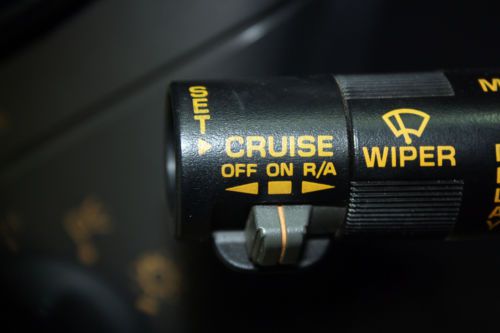 SET
CRUISE
OFF ON R/A
WIPER